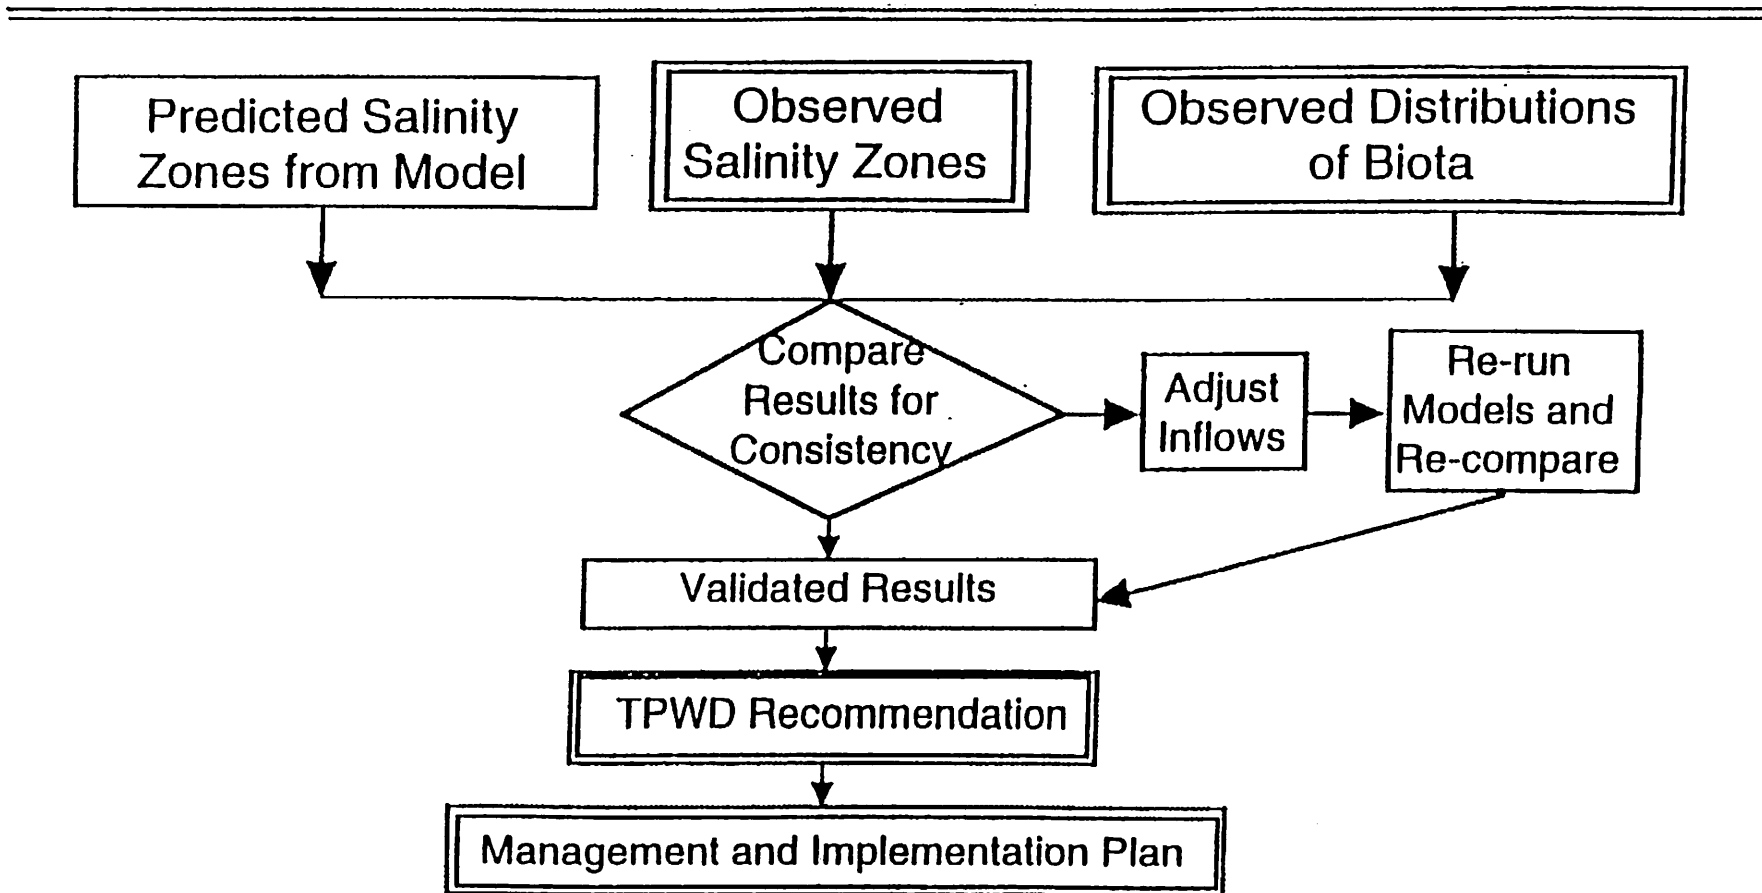 Predicted Salinity
Zones from Model
Observed
Salinity Zones
Observed Distributions
of Biota
Compare
Results for
Consistency
Adjust
Inflows
Re-run
Models and
Re-compare
Validated Results
TPWD Recommendation
Management and Implementation Plan